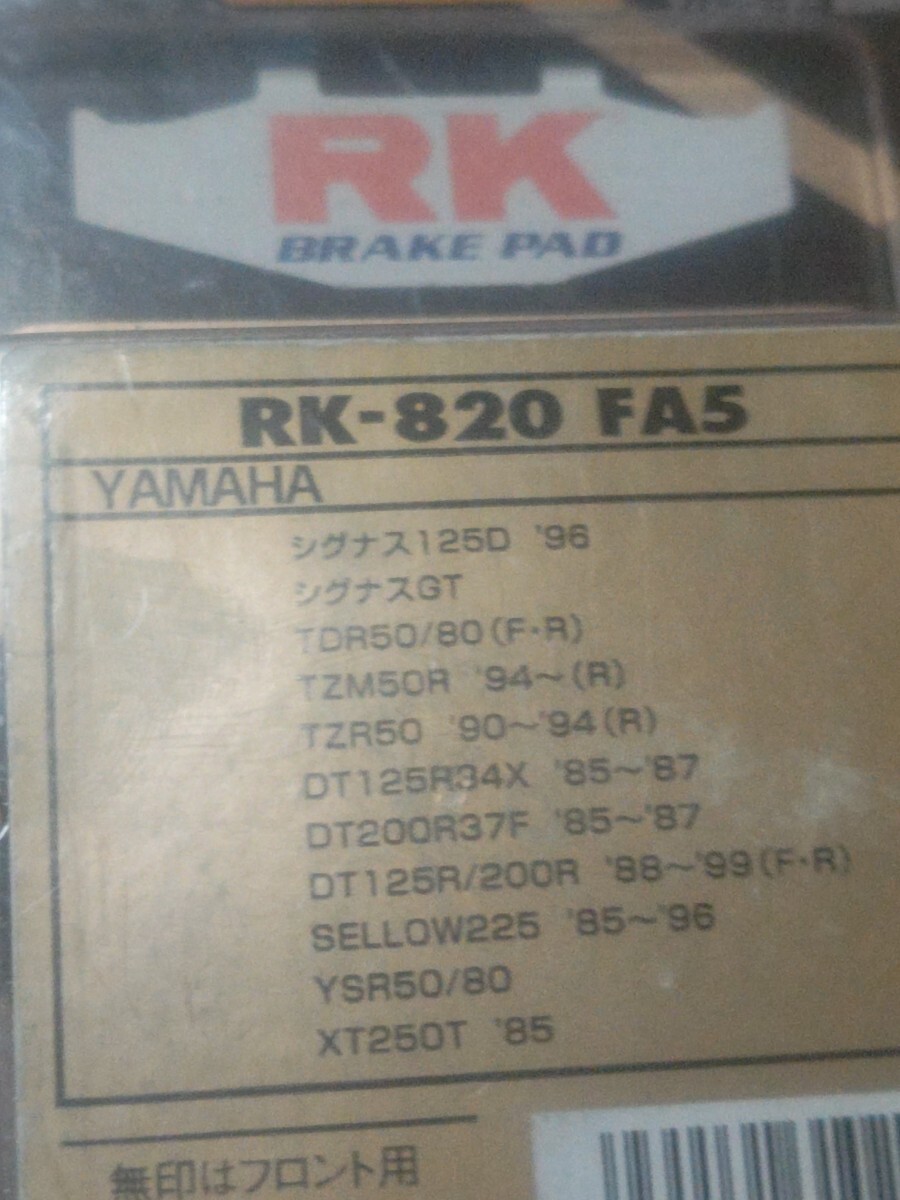 RK
BRAKE PAD
RK-820 FA5
YAMAHA
シグナス125D '96
シグナスGT
TDR50/80(F・R)
TZM50R '94~(R)
TZR50 '90~'94(R)
DT125R34X '85~'87
DT200R37F '85~'87
DT125R/200R '88~'99(F・R)
SELLOW225 '85~'96
YSR50/80
XT250T '85
無印はフロント用